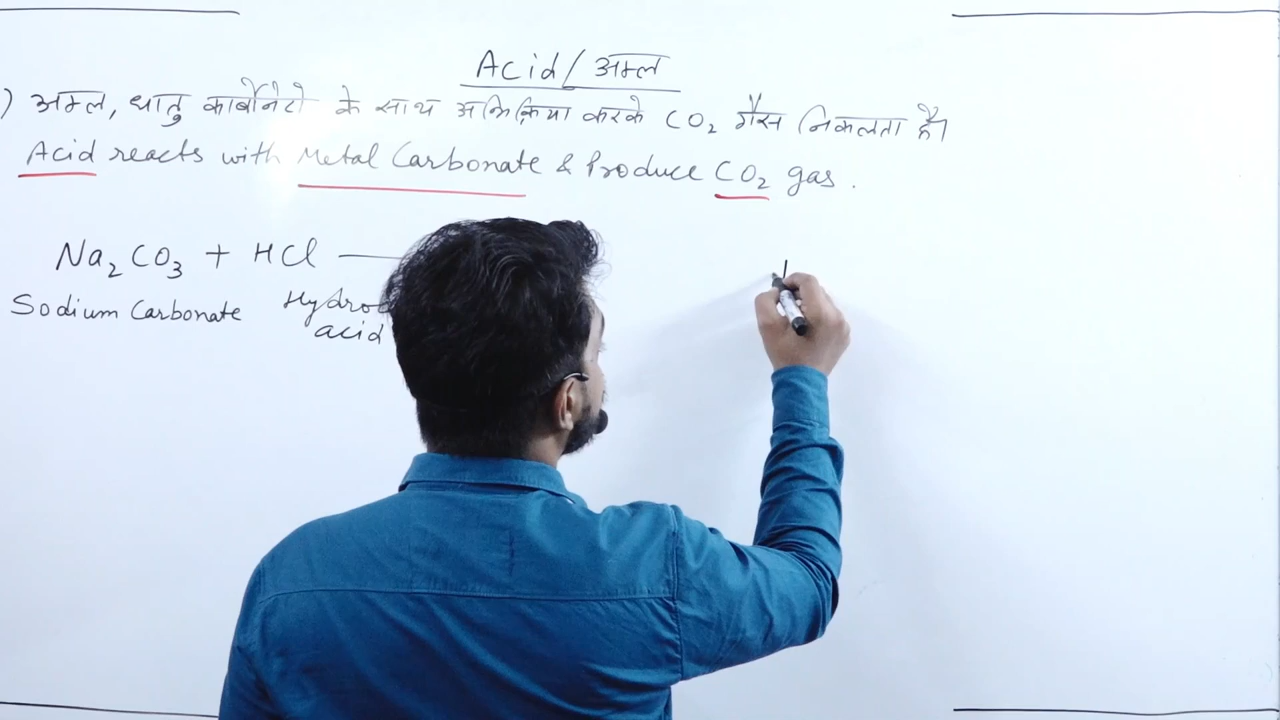 Acid / अम्ल
) अम्ल, धातु कार्बोनेटो के साथ अभिक्रिया करके CO₂ गैस निकलता है।
Acid reacts with Metal Carbonate & Produce CO₂ gas .
Na₂CO₃ + HCl
Sodium Carbonate
acid